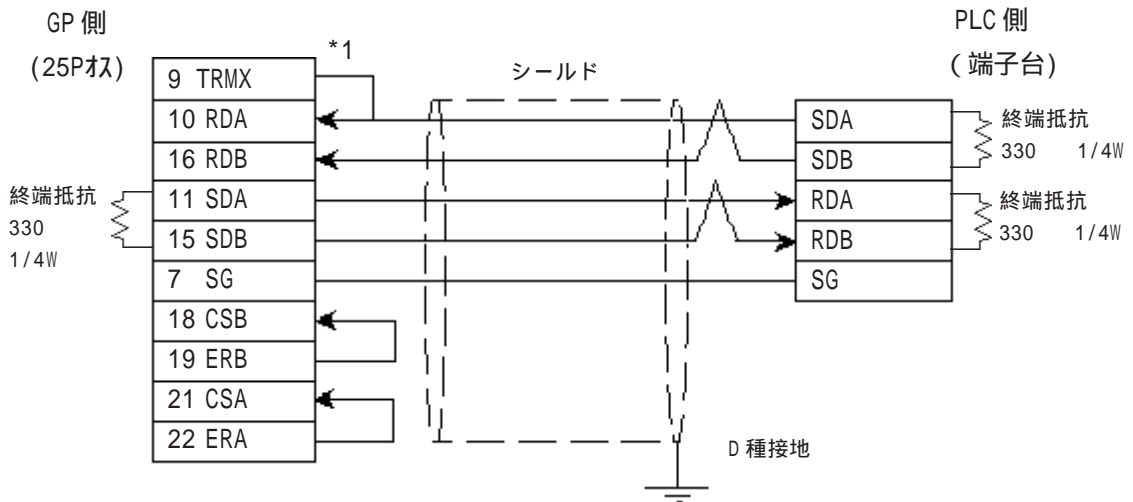 GP 側
(25Pｵｽ)
*1
シールド
PLC 側
(端子台)
9 TRMX
10 RDA
16 RDB
11 SDA
15 SDB
7 SG
18 CSB
19 ERB
21 CSA
22 ERA
終端抵抗
330
1/4W
SDA
SDB
RDA
RDB
SG
終端抵抗
330 1/4W
終端抵抗
330 1/4W
D 種接地